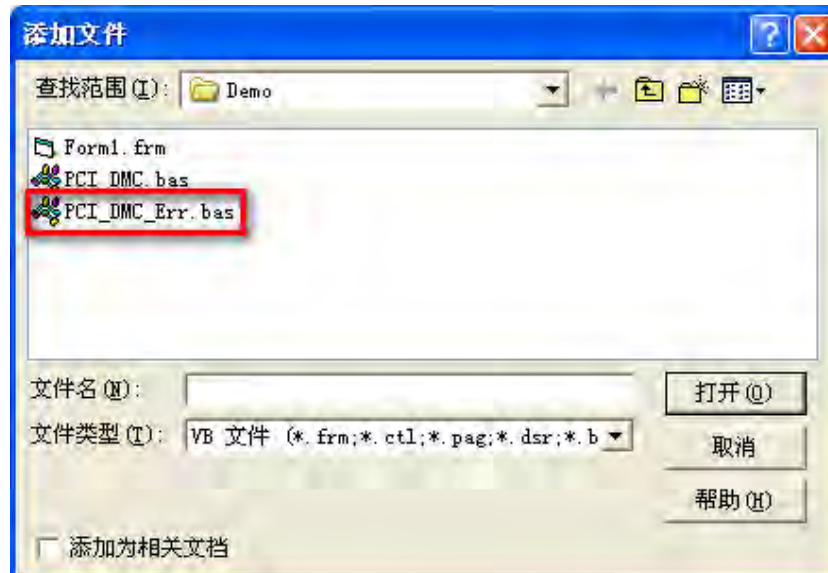 添加文件
查找范围(I): Demo
Form1.frm
PCI_DMC.bas
PCI_DMC_Err.bas
文件名(N): 打开(O)
文件类型(T): VB 文件 (*.frm;*.ctl;*.pag;*.dsr;*.b 取消
帮助(H)
添加为相关文档